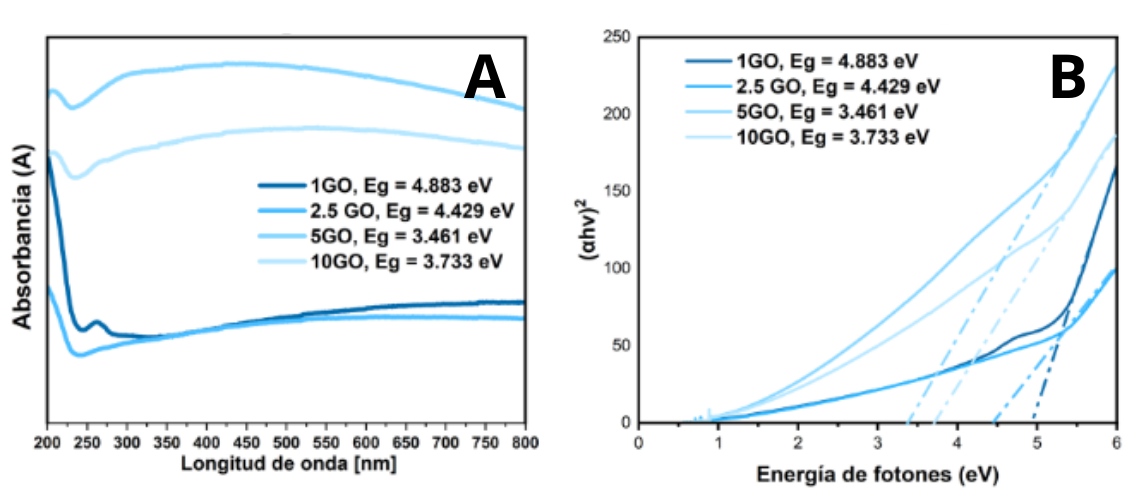 A
Absorbancia (A)
1GO, Eg = 4.883 eV
2.5 GO, Eg = 4.429 eV
5GO, Eg = 3.461 eV
10GO, Eg = 3.733 eV
200 250 300 350 400 450 500 550 600 650 700 750 800
Longitud de onda [nm]
B
(αhv)²
250
200
150
100
50
0
1GO, Eg = 4.883 eV
2.5 GO, Eg = 4.429 eV
5GO, Eg = 3.461 eV
10GO, Eg = 3.733 eV
0 1 2 3 4 5 6
Energía de fotones (eV)